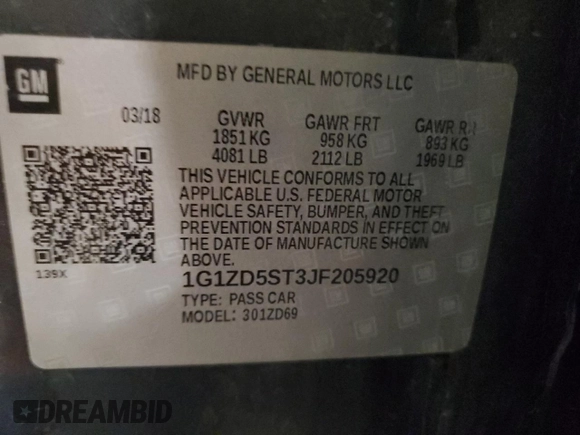 GM
MFD BY GENERAL MOTORS LLC
03/18 GVWR GAWR FRT GAWR RR
1851 KG 958 KG 893 KG
4081 LB 2112 LB 1969 LB
THIS VEHICLE CONFORMS TO ALL
APPLICABLE U.S. FEDERAL MOTOR
VEHICLE SAFETY, BUMPER, AND THEFT
PREVENTION STANDARDS IN EFFECT ON
THE DATE OF MANUFACTURE SHOWN
ABOVE.
139X
1G1ZD5ST3JF205920
TYPE: PASS CAR
MODEL: 301ZD69
DREAMBID